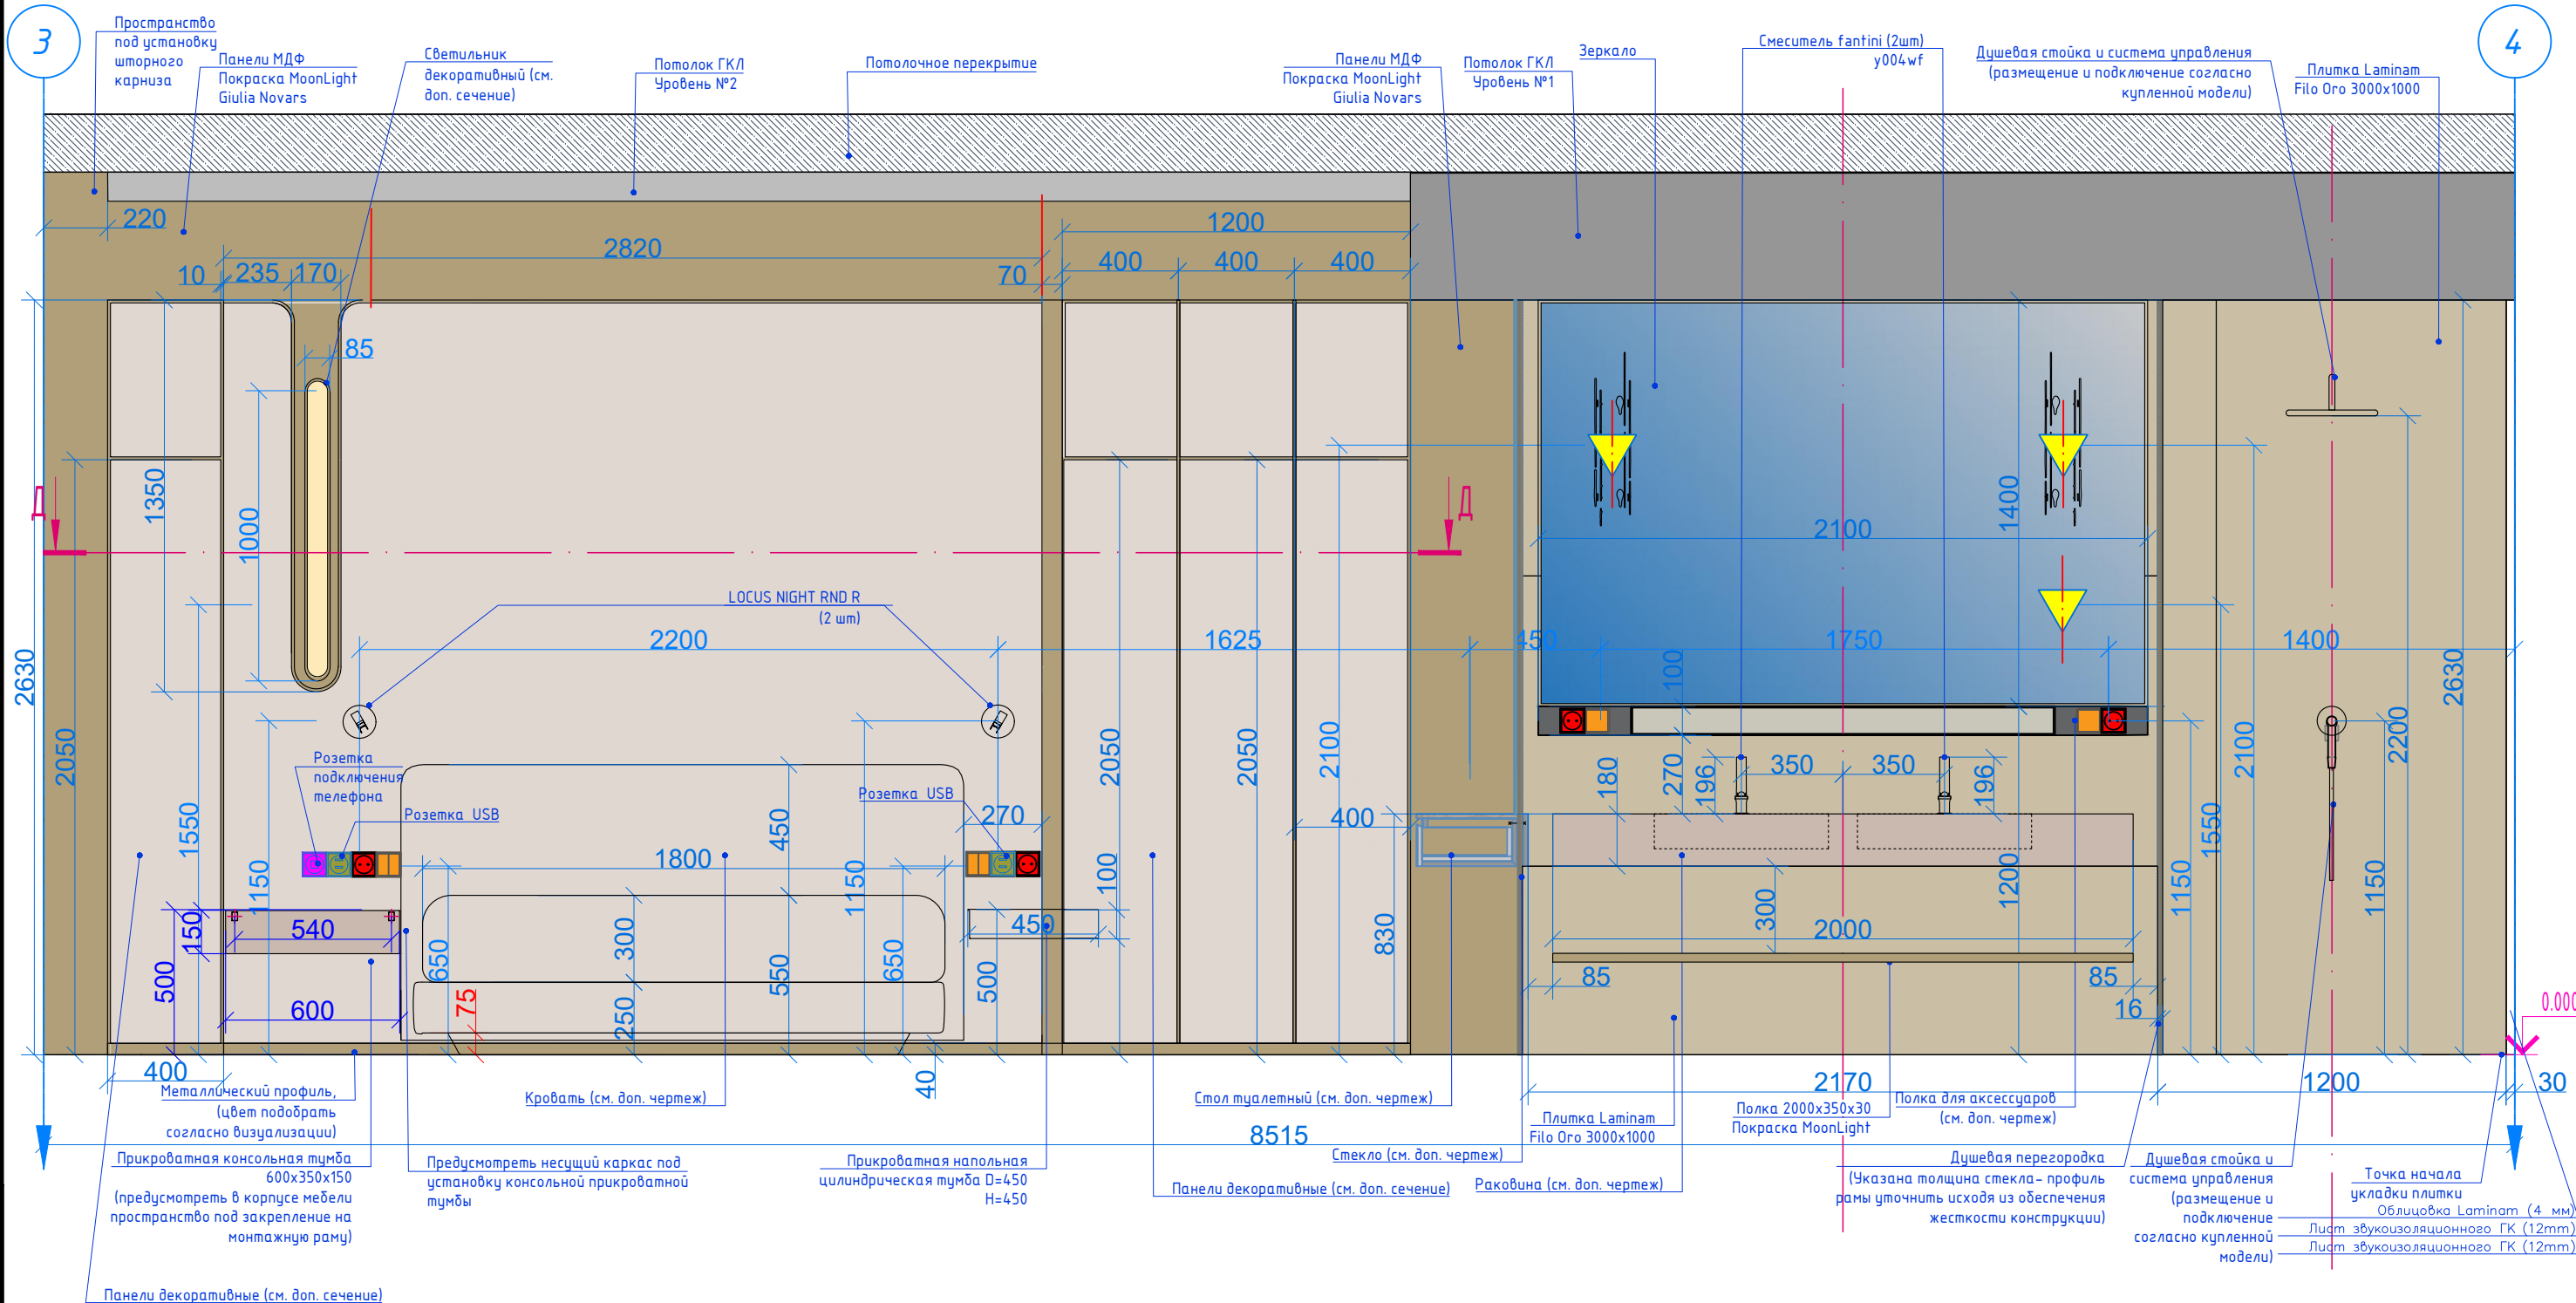 3
Пространство
под установку
шторного
карниза
Панели МДФ
Покраска MoonLight
Giulia Novars
Светильник
декоративный (см.
доп. сечение)
Потолок ГКЛ
Уровень №2
Потолочное перекрытие
Панели МДФ
Покраска MoonLight
Giulia Novars
Потолок ГКЛ
Уровень №1
Зеркало
Смеситель fantini (2шт)
y004wf
Душевая стойка и система управления
(размещение и подключение согласно
купленной модели)
Плитка Laminam
Filo Oro 3000x1000
4
220
2820
1200
10
235
170
70
400
400
400
85
1350
1000
Д
Д
1400
2100
LOCUS NIGHT RND R
(2 шт)
2200
1625
450
1750
1400
2630
2050
1550
1150
2050
2050
2100
100
2630
2200
2100
1550
1150
1150
Розетка
подключения
телефона
Розетка USB
Розетка USB
270
450
1800
1150
100
400
180
270
196
350
350
196
150
540
500
600
650
75
300
250
550
650
500
450
830
300
1200
2000
85
85
16
0.000
400
40
2170
1200
30
8515
Металлический профиль,
(цвет подобрать
согласно визуализации)
Кровать (см. доп. чертеж)
Стол туалетный (см. доп. чертеж)
Плитка Laminam
Filo Oro 3000x1000
Полка 2000x350x30
Покраска MoonLight
Полка для аксессуаров
(см. доп. чертеж)
Прикроватная консольная тумба
600x350x150
(предусмотреть в корпусе мебели
пространство под закрепление на
монтажную раму)
Предусмотреть несущий каркас под
установку консольной прикроватной
тумбы
Прикроватная напольная
цилиндрическая тумба D=450
H=450
Стекло (см. доп. чертеж)
Панели декоративные (см. доп. сечение)
Раковина (см. доп. чертеж)
Душевая перегородка
(Указана толщина стекла- профиль
рамы уточнить исходя из обеспечения
жесткости конструкции)
Душевая стойка и
система управления
(размещение и
подключение
согласно купленной
модели)
Точка начала
укладки плитки
Облицовка Laminam (4 мм)
Лист звукоизоляционного ГК (12mm)
Лист звукоизоляционного ГК (12mm)
Панели декоративные (см. доп. сечение)